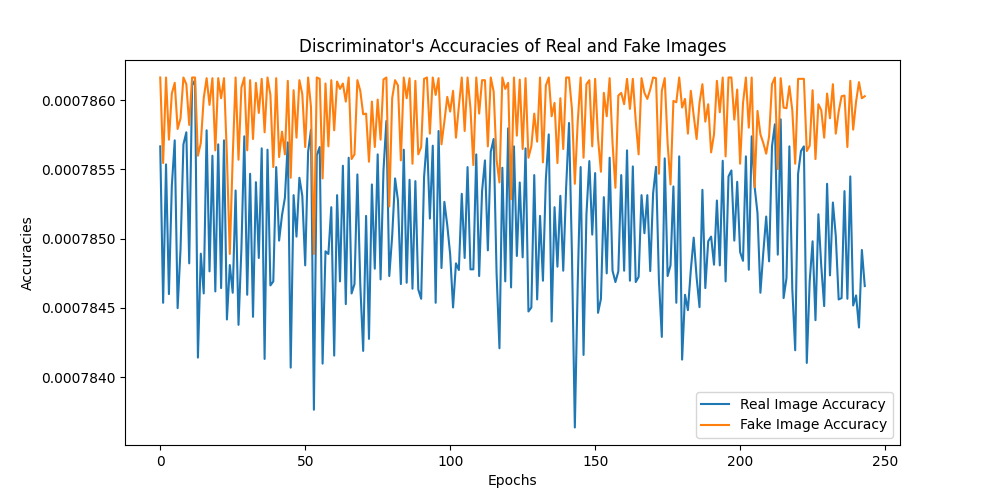 Discriminator's Accuracies of Real and Fake Images
Accuracies
0.0007860
0.0007855
0.0007850
0.0007845
0.0007840
Real Image Accuracy
Fake Image Accuracy
0 50 100 150 200 250
Epochs